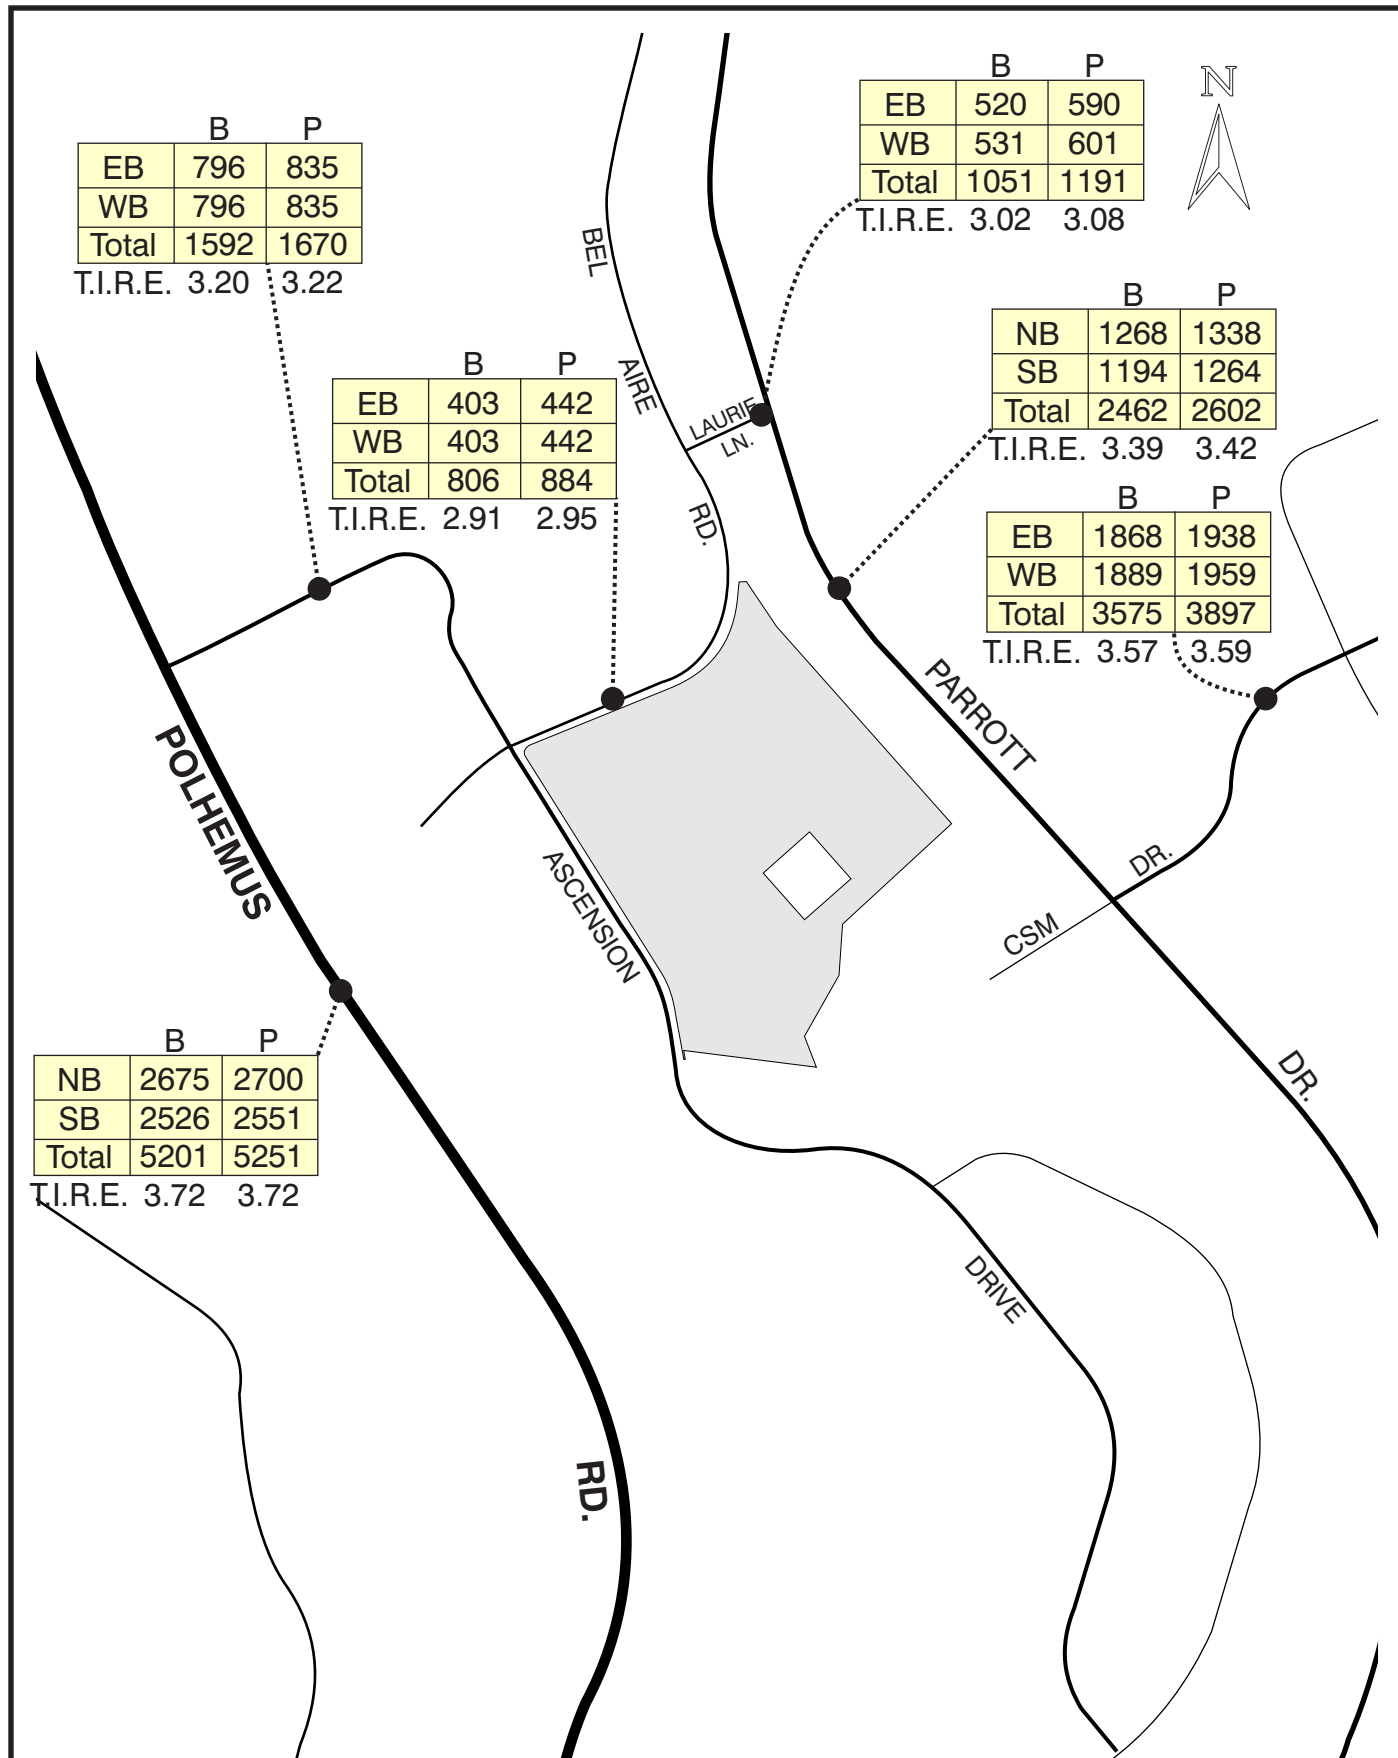 N
B P
EB 520 590
WB 531 601
Total 1051 1191
T.I.R.E. 3.02 3.08
B P
EB 796 835
WB 796 835
Total 1592 1670
T.I.R.E. 3.20 3.22
B P
NB 1268 1338
SB 1194 1264
Total 2462 2602
T.I.R.E. 3.39 3.42
B P
EB 403 442
WB 403 442
Total 806 884
T.I.R.E. 2.91 2.95
B P
EB 1868 1938
WB 1889 1959
Total 3575 3897
T.I.R.E. 3.57 3.59
BEL
AIRE
RD.
LAURIE
LN.
PARROTT
DR.
POLHEMUS
RD.
ASCENSION
DRIVE
CSM
DR.
B P
NB 2675 2700
SB 2526 2551
Total 5201 5251
T.I.R.E. 3.72 3.72